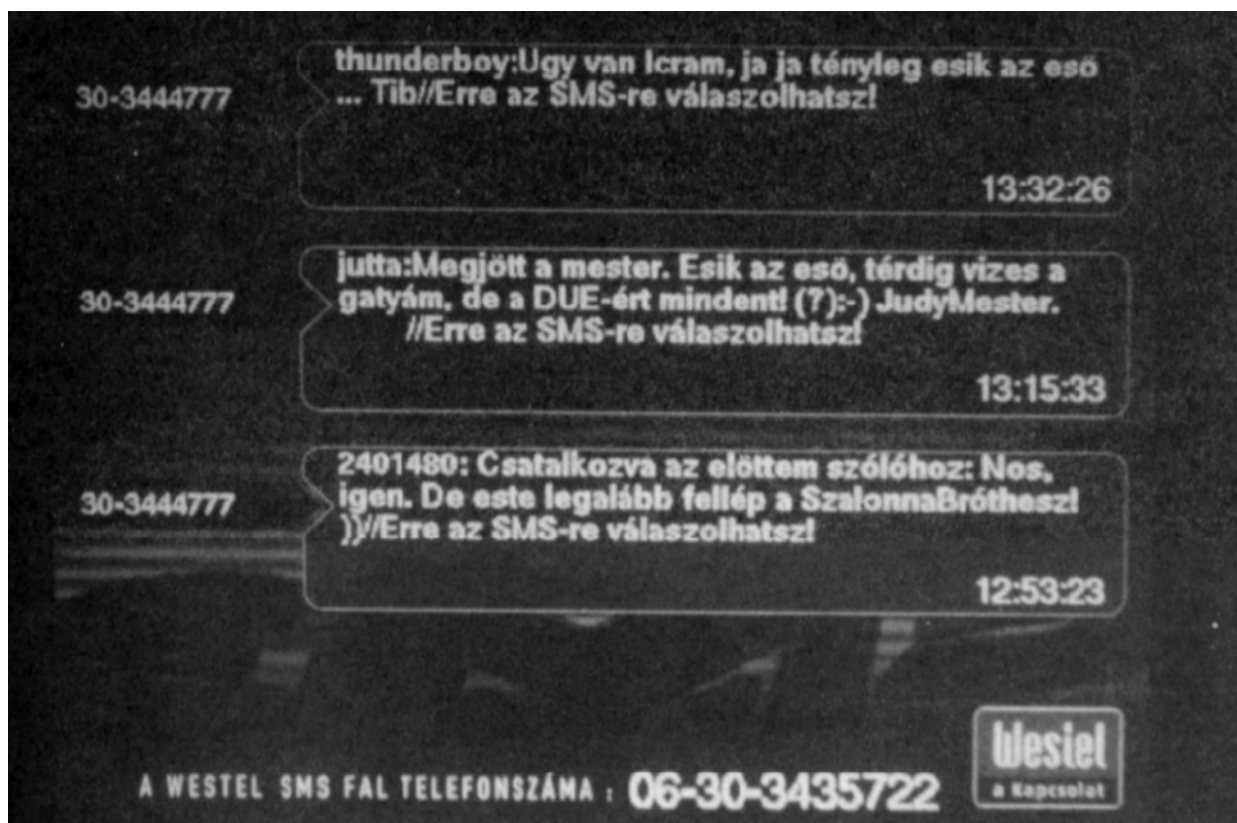 30-3444777
thunderboy:Ugy van Icram, ja ja tényleg esik az eső
... Tib//Erre az SMS-re válaszolhatsz!
13:32:26
30-3444777
jutta:Megjött a mester. Esik az eső, térdig vizes a
gatyám, de a DUE-ért mindent! (?):-) JudyMester.
//Erre az SMS-re válaszolhatsz!
13:15:33
30-3444777
2401480: Csatalkozva az elöttem szólóhoz: Nos,
igen. De este legalább fellép a SzalonnaBróthesz!
))//Erre az SMS-re válaszolhatsz!
12:53:23
A WESTEL SMS FAL TELEFONSZÁMA : 06-30-3435722
Westel
a Kapcsolat